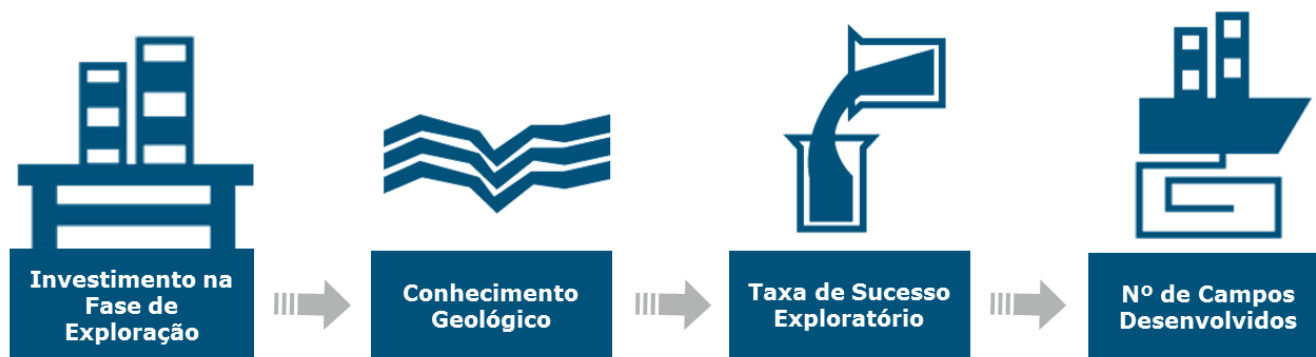 Investimento na
Fase de
Exploração
Conhecimento
Geológico
Taxa de Sucesso
Exploratório
Nº de Campos
Desenvolvidos